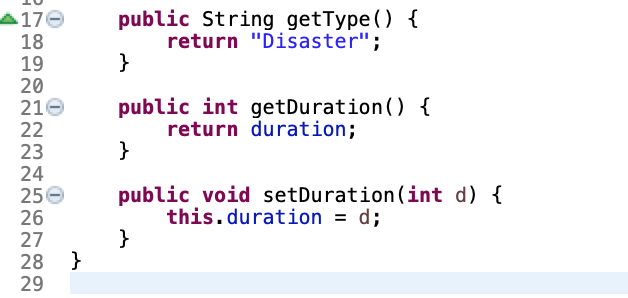 17 public String getType() {
18 return "Disaster";
19 }
20
21 public int getDuration() {
22 return duration;
23 }
24
25 public void setDuration(int d) {
26 this.duration = d;
27 }
28 }
29